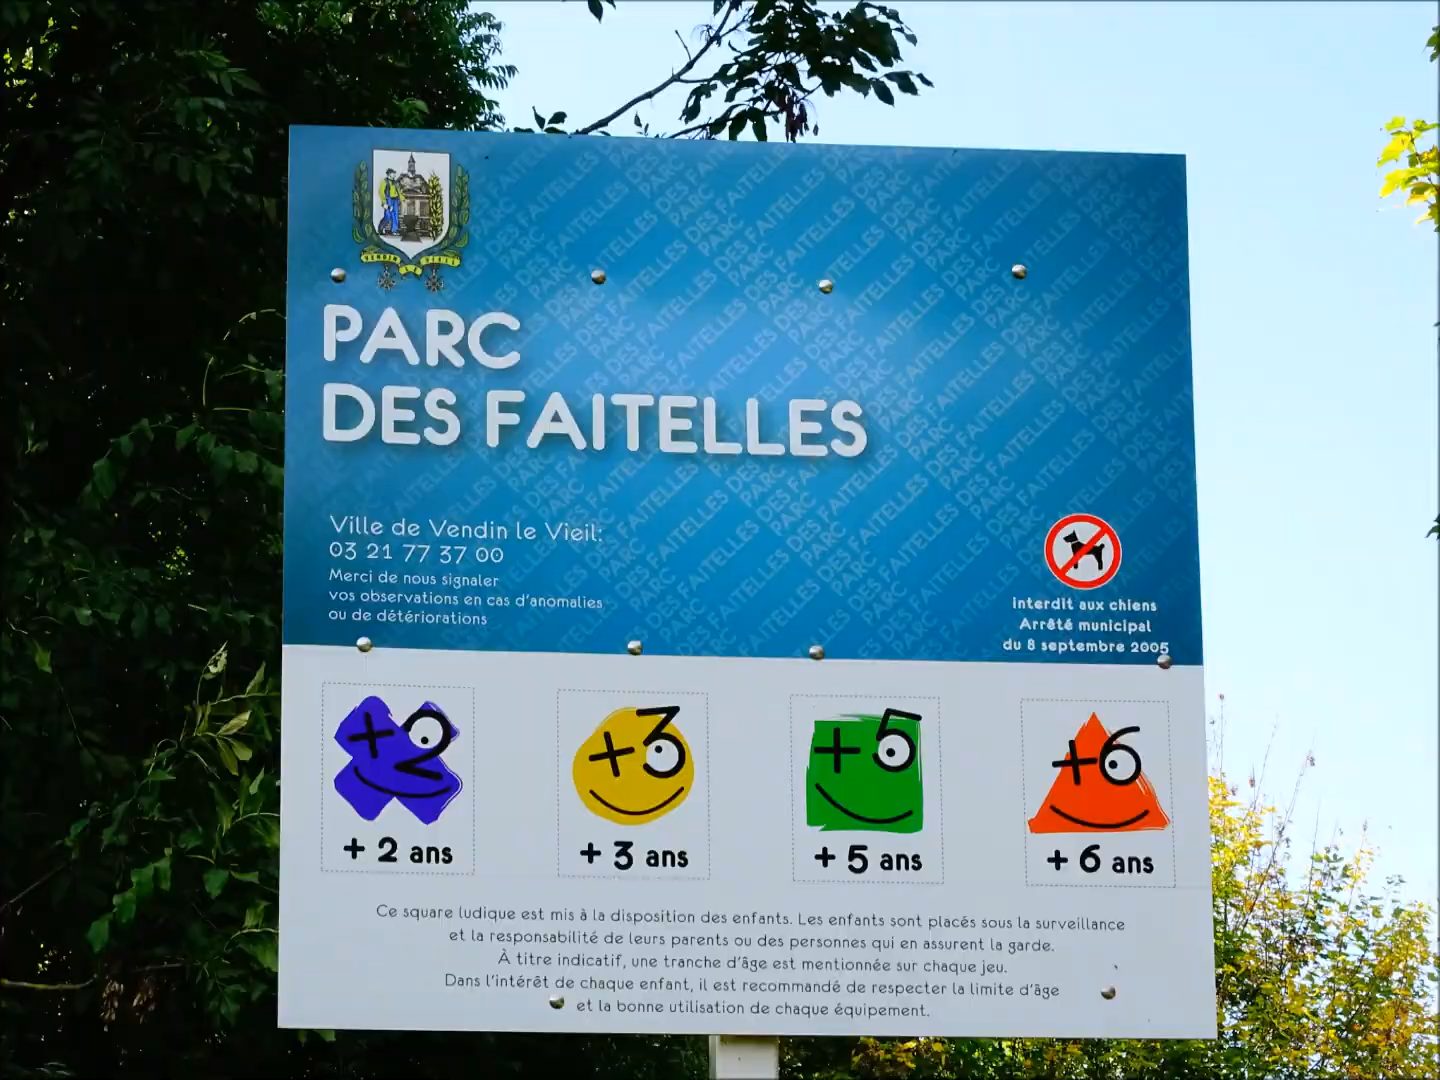 VENDIN LE VIEIL
PARC
DES FAITELLES
Ville de Vendin le Vieil:
03 21 77 37 00
Merci de nous signaler
vos observations en cas d'anomalies
ou de détériorations
interdit aux chiens
Arrêté municipal
du 8 septembre 2005
+2
+3
+5
+6
+ 2 ans
+ 3 ans
+ 5 ans
+ 6 ans
Ce square ludique est mis à la disposition des enfants. Les enfants sont placés sous la surveillance
et la responsabilité de leurs parents ou des personnes qui en assurent la garde.
À titre indicatif, une tranche d'âge est mentionnée sur chaque jeu.
Dans l'intérêt de chaque enfant, il est recommandé de respecter la limite d'âge
et la bonne utilisation de chaque équipement.